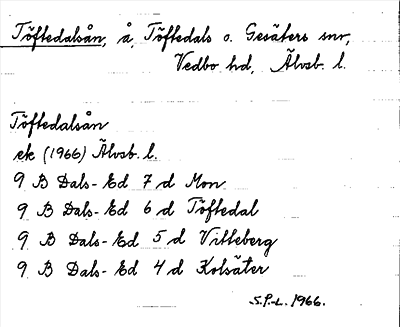 Töftedalsån, å, Töftedals o. Gesäters snr,
Vedbo hd, Älvsb. l.
Töftedalsån
ek (1966) Älvsb. l.
9 B Dals-Ed 7 d Mon
9 B Dals-Ed 6 d Töftedal
9 B Dals-Ed 5 d Vitteberg
9 B Dals-Ed 4 d Kolsäter
S.P-L. 1966.